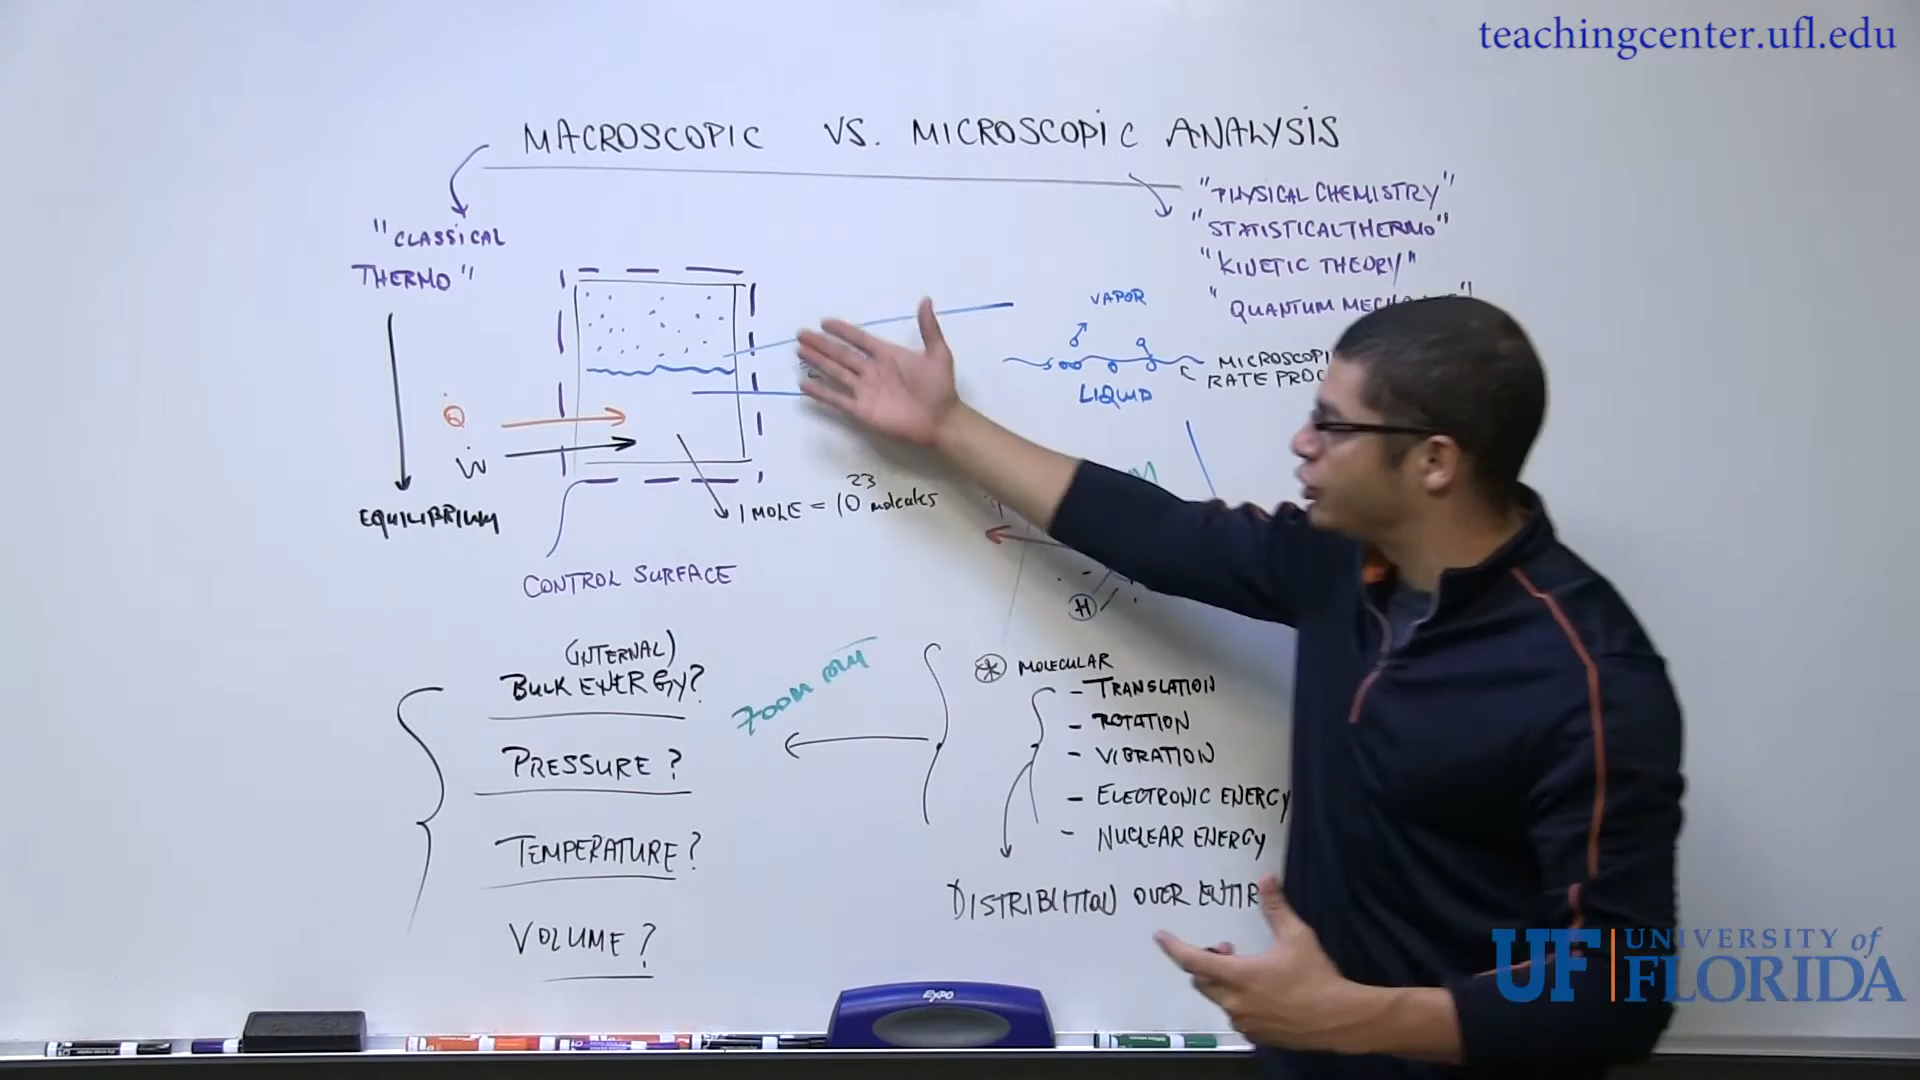 teachingcenter.ufl.edu
MACROSCOPIC VS. MICROSCOPIC ANALYSIS
"CLASSICAL
THERMO"
EQUILIBRIUM
Q
W
1 MOLE = 10 23 molecules
CONTROL SURFACE
"PHYSICAL CHEMISTRY"
"STATISTICAL THERMO"
"KINETIC THEORY"
"QUANTUM
VAPOR
LIQUID
RATE
H
(INTERNAL)
BULK ENERGY?
PRESSURE?
TEMPERATURE?
VOLUME?
ZOOM OUT
* MOLECULAR
- TRANSLATION
- ROTATION
- VIBRATION
- ELECTRONIC ENERGY
- NUCLEAR ENERGY
DISTRIBUTION OVER
EXPO
UF UNIVERSITY of
FLORIDA